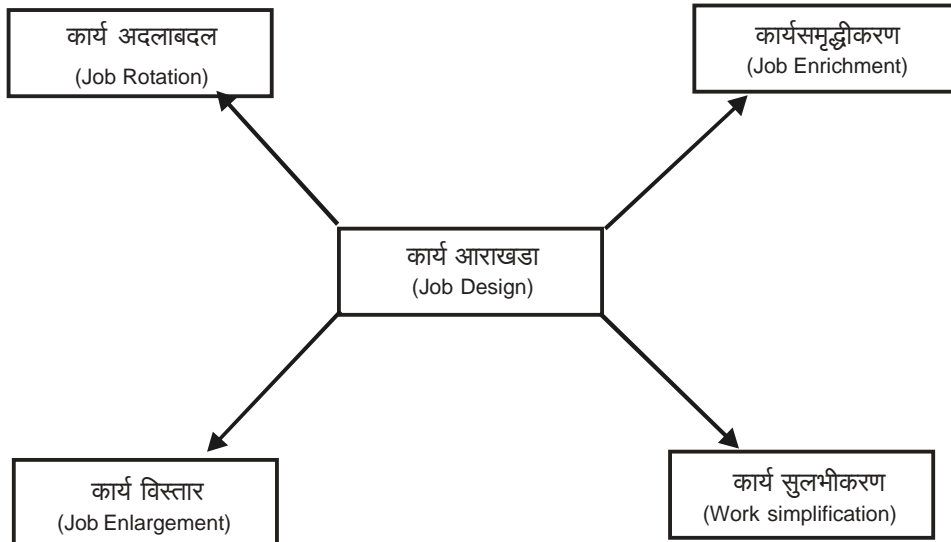 कार्य अदलाबदल
(Job Rotation)
कार्यसमृद्धीकरण
(Job Enrichment)
कार्य आराखडा
(Job Design)
कार्य विस्तार
(Job Enlargement)
कार्य सुलभीकरण
(Work simplification)